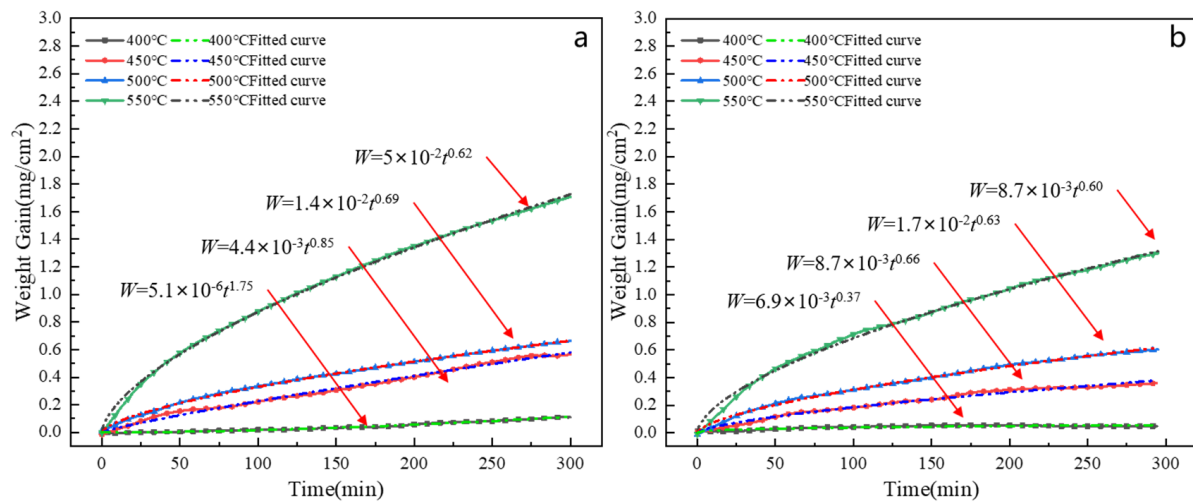 a
400°C 400°CFitted curve
450°C 450°CFitted curve
500°C 500°CFitted curve
550°C 550°CFitted curve
W=5×10⁻²t⁰·⁶²
W=1.4×10⁻²t⁰·⁶⁹
W=4.4×10⁻³t⁰·⁸⁵
W=5.1×10⁻⁶t¹·⁷⁵
Weight Gain(mg/cm²)
3.0
2.8
2.6
2.4
2.2
2.0
1.8
1.6
1.4
1.2
1.0
0.8
0.6
0.4
0.2
0.0
0 50 100 150 200 250 300
Time(min)
b
400°C 400°CFitted curve
450°C 450°CFitted curve
500°C 500°CFitted curve
550°C 550°CFitted curve
W=8.7×10⁻³t⁰·⁶⁰
W=1.7×10⁻²t⁰·⁶³
W=8.7×10⁻³t⁰·⁶⁶
W=6.9×10⁻³t⁰·³⁷
Weight Gain(mg/cm²)
3.0
2.8
2.6
2.4
2.2
2.0
1.8
1.6
1.4
1.2
1.0
0.8
0.6
0.4
0.2
0.0
0 50 100 150 200 250 300
Time(min)